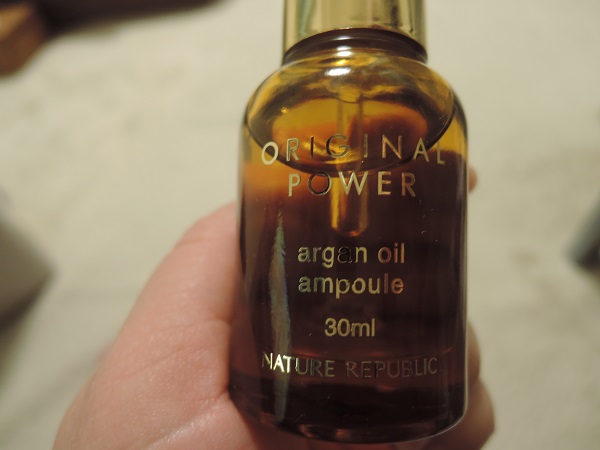 ORIGINAL
POWER
argan oil
ampoule
30ml
NATURE REPUBLIC